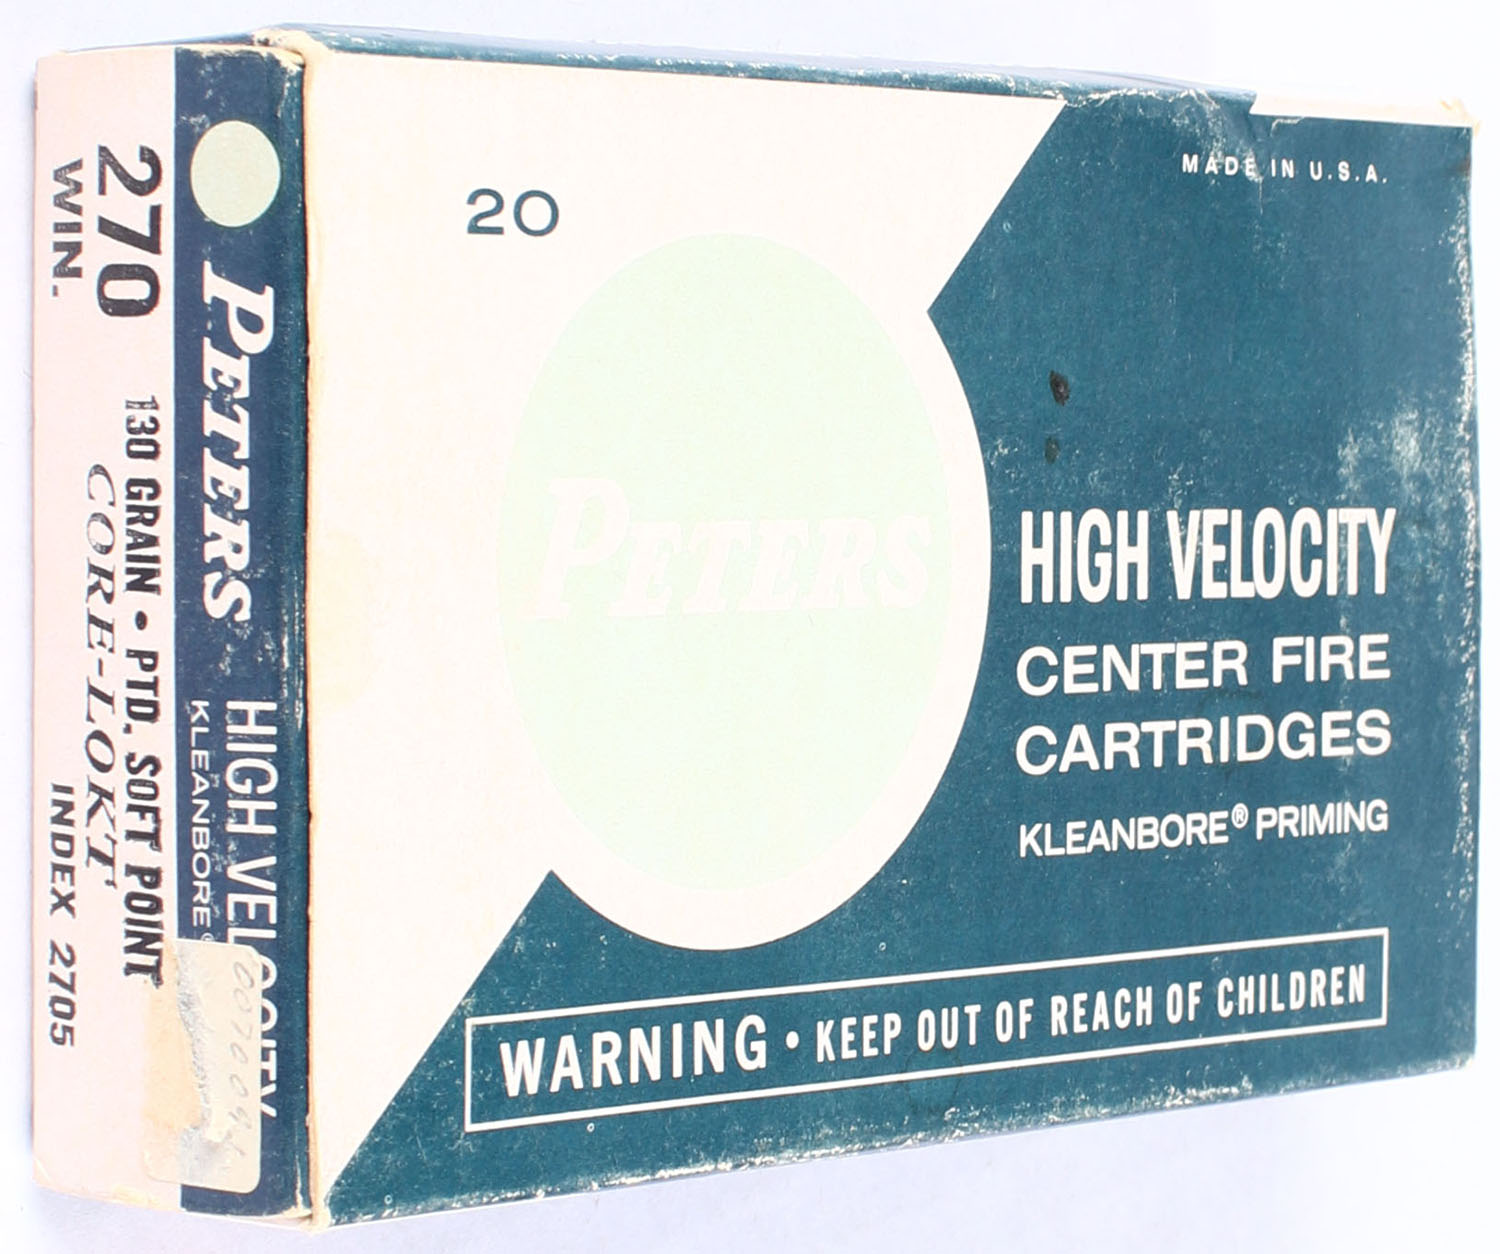 20
MADE IN U.S.A.
PETERS
HIGH VELOCITY
CENTER FIRE
CARTRIDGES
KLEANBORE® PRIMING
WARNING • KEEP OUT OF REACH OF CHILDREN
PETERS HIGH VELOCITY
KLEANBORE®
270
WIN.
130 GRAIN • PTD. SOFT POINT
CORE-LOKT
INDEX 2705